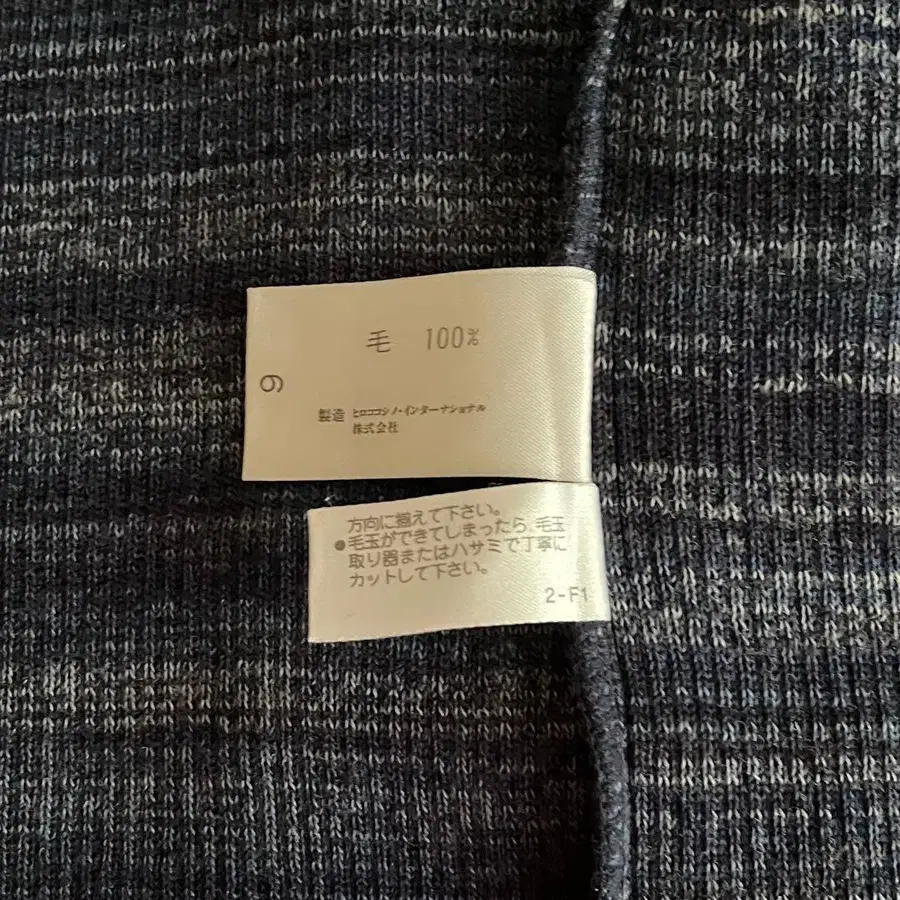 毛 100%
9
製造 ヒロココシノ・インターナショナル
株式会社
方向に揃えて下さい。
●毛玉ができてしまったら、毛玉
取り器またはハサミで丁寧に
カットして下さい。
2-F1